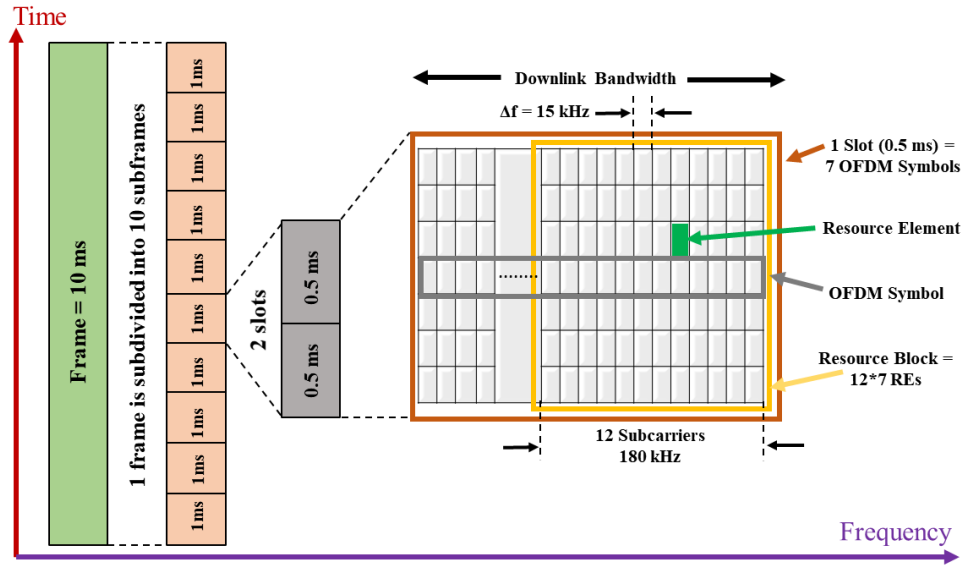 Time
Frame = 10 ms
1 frame is subdivided into 10 subframes
1ms
1ms
1ms
1ms
1ms
1ms
1ms
1ms
1ms
1ms
2 slots
0.5 ms
0.5 ms
Downlink Bandwidth
Δf = 15 kHz
1 Slot (0.5 ms) =
7 OFDM Symbols
Resource Element
.........
OFDM Symbol
Resource Block =
12*7 REs
12 Subcarriers
180 kHz
Frequency